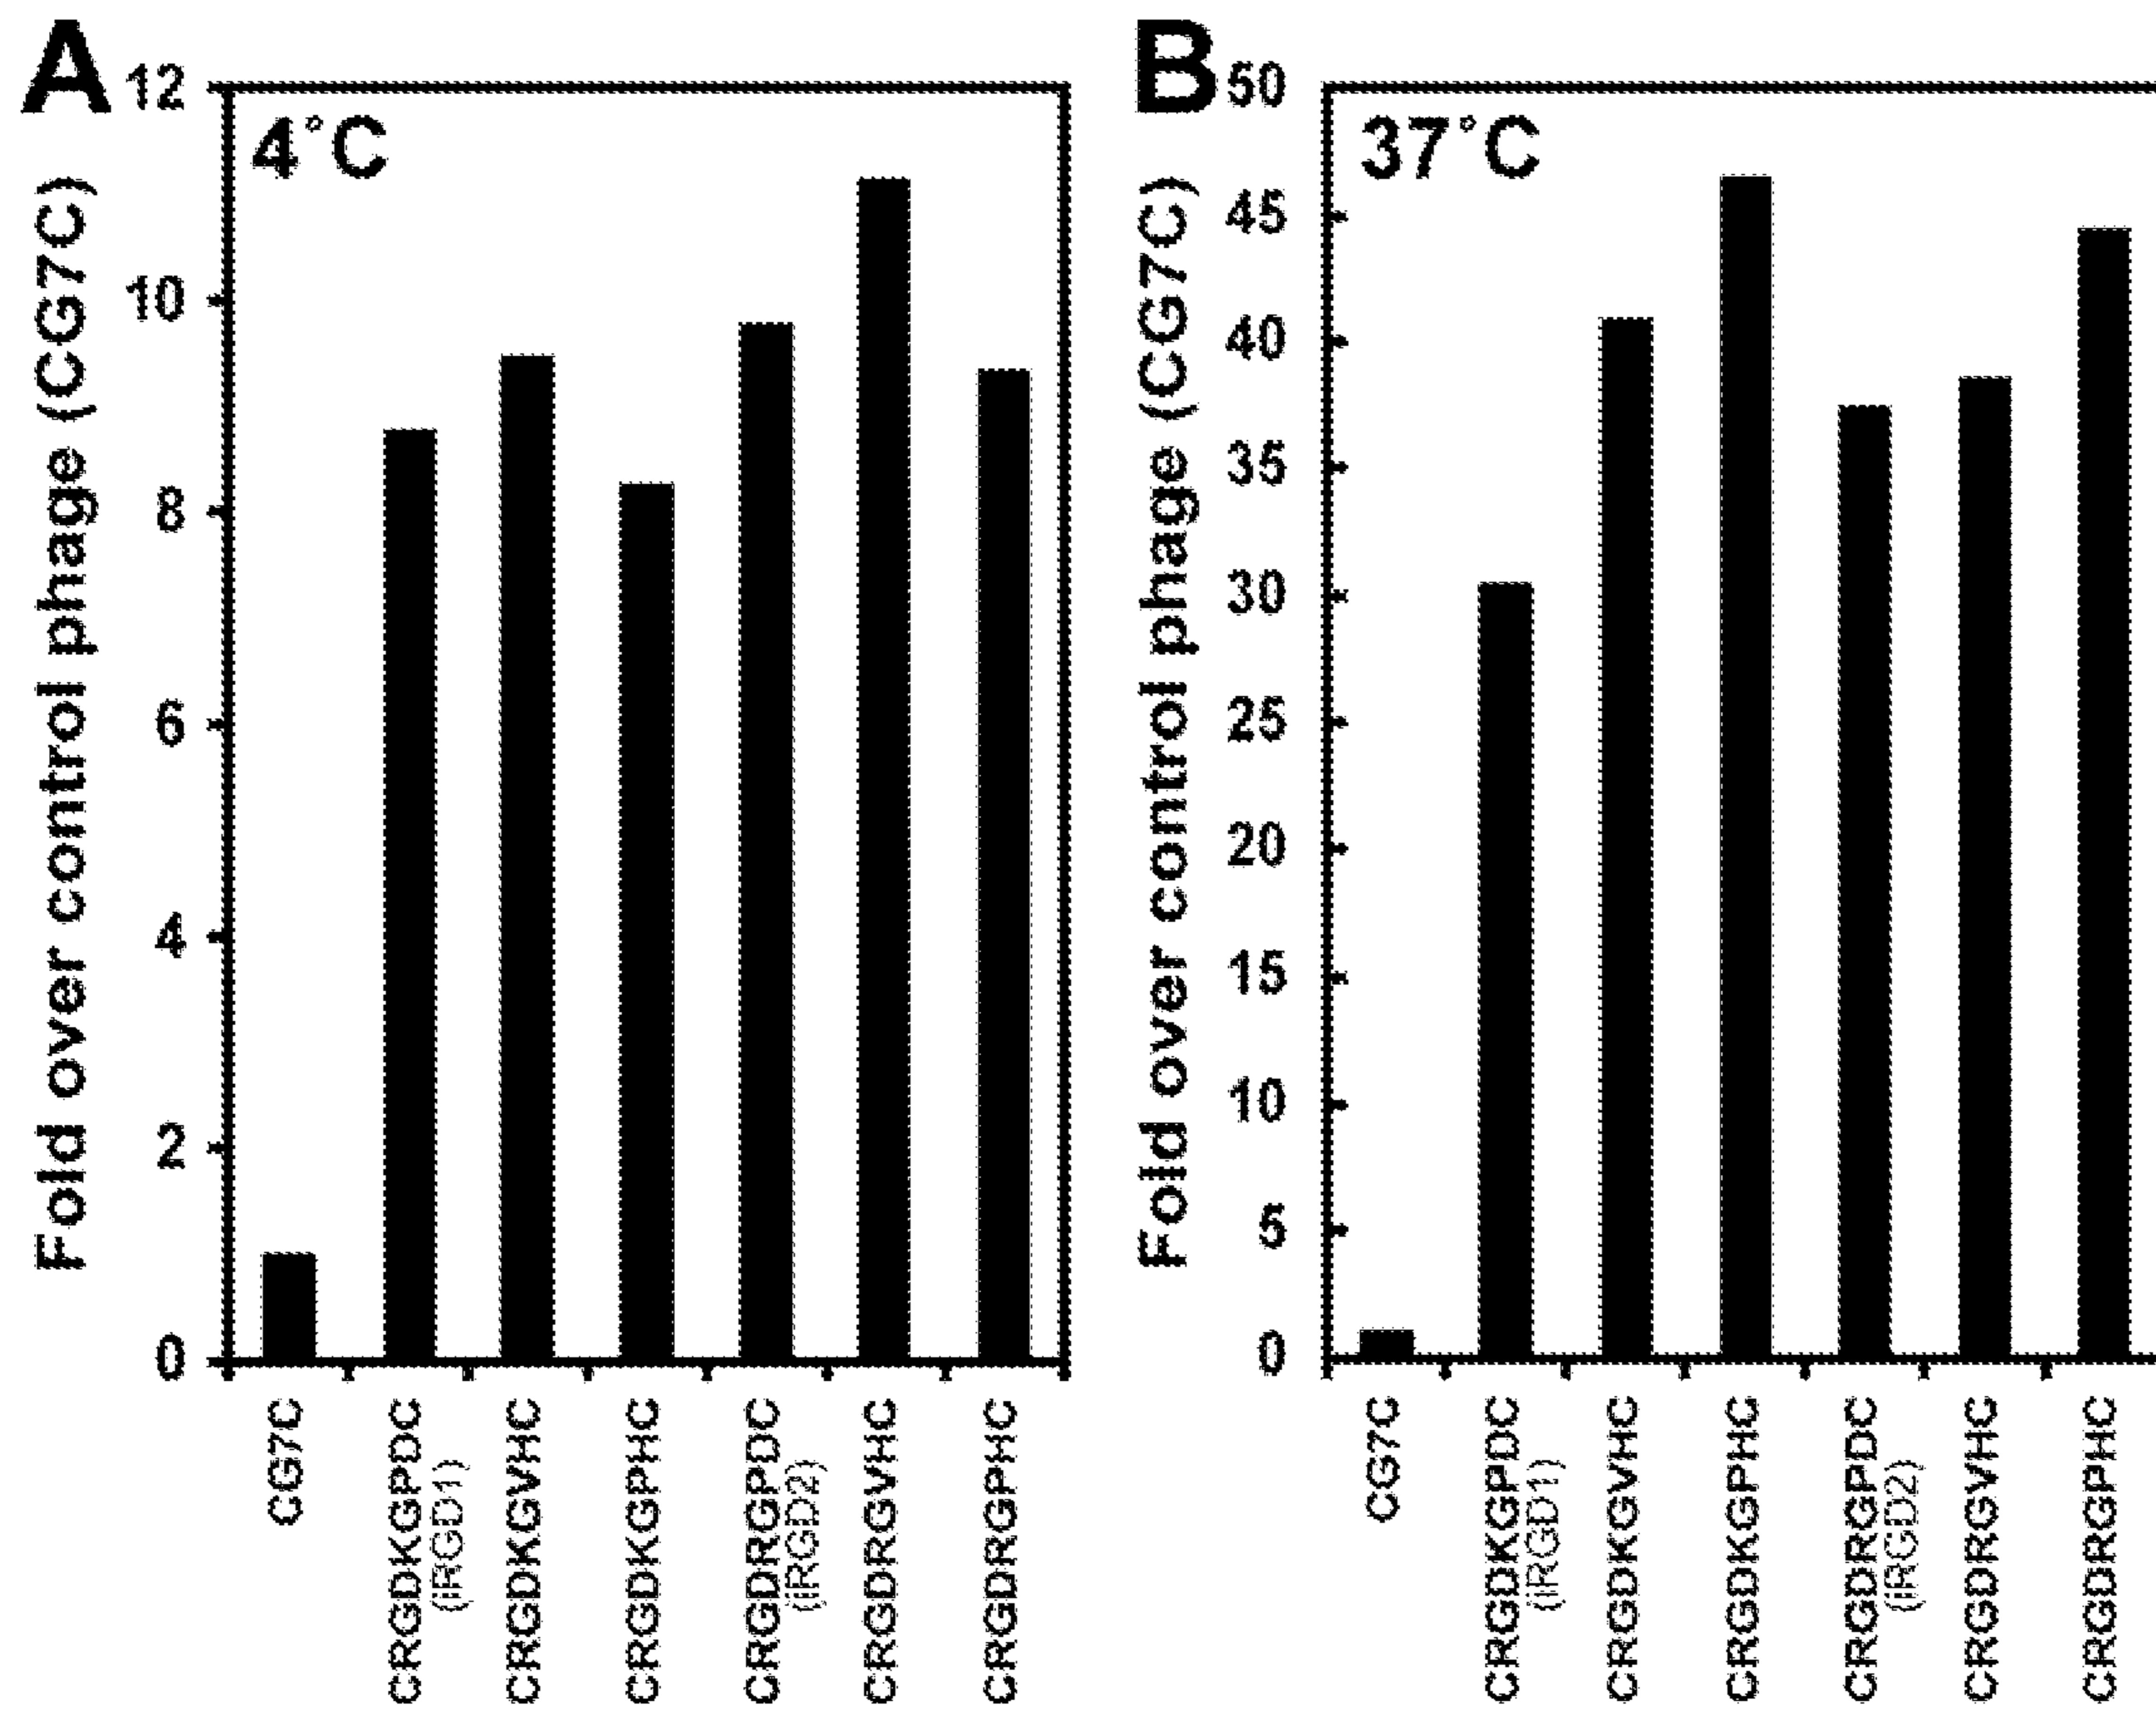 A
4°C
Fold over control phage (CG7C)
12
10
8
6
4
2
0
CG7C
CRGDKGPDC
(iRGD1)
CRGDKGVHC
CRGDKGPHC
CRGDRGPDC
(iRGD2)
CRGDRGVHC
CRGDRGPHC
B
37°C
Fold over control phage (CG7C)
50
45
40
35
30
25
20
15
10
5
0
CG7C
CRGDKGPDC
(iRGD1)
CRGDKGVHC
CRGDKGPHC
CRGDRGPDC
(iRGD2)
CRGDRGVHC
CRGDRGPHC